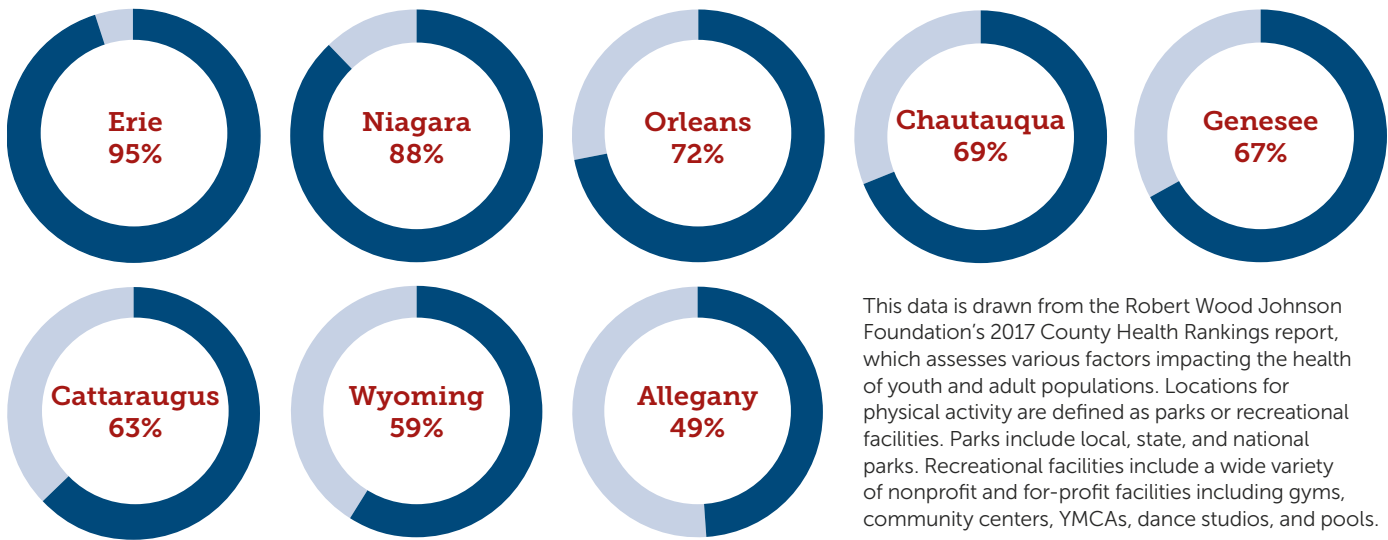 Erie
95%
Niagara
88%
Orleans
72%
Chautauqua
69%
Genesee
67%
Cattaraugus
63%
Wyoming
59%
Allegany
49%
This data is drawn from the Robert Wood Johnson
Foundation’s 2017 County Health Rankings report,
which assesses various factors impacting the health
of youth and adult populations. Locations for
physical activity are defined as parks or recreational
facilities. Parks include local, state, and national
parks. Recreational facilities include a wide variety
of nonprofit and for-profit facilities including gyms,
community centers, YMCAs, dance studios, and pools.